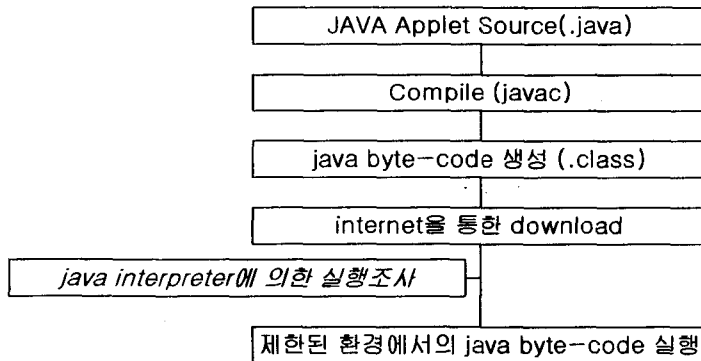 JAVA Applet Source(.java)
Compile (javac)
java byte-code 생성 (.class)
internet을 통한 download
java interpreter에 의한 실행조사
제한된 환경에서의 java byte-code 실행